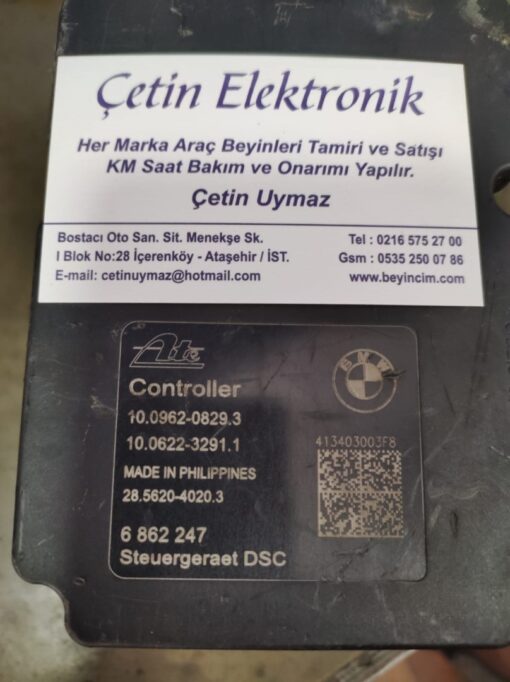 Çetin Elektronik
Her Marka Araç Beyinleri Tamiri ve Satışı
KM Saat Bakım ve Onarımı Yapılır.
Çetin Uymaz
Bostacı Oto San. Sit. Menekşe Sk.
I Blok No:28 İçerenköy - Ataşehir / İST.
E-mail: cetinuymaz@hotmail.com
Tel : 0216 575 27 00
Gsm : 0535 250 07 86
www.beyincim.com
Ate
BMW
Controller
10.0962-0829.3
10.0622-3291.1
413403003F8
MADE IN PHILIPPINES
28.5620-4020.3
6 862 247
Steuergeraet DSC